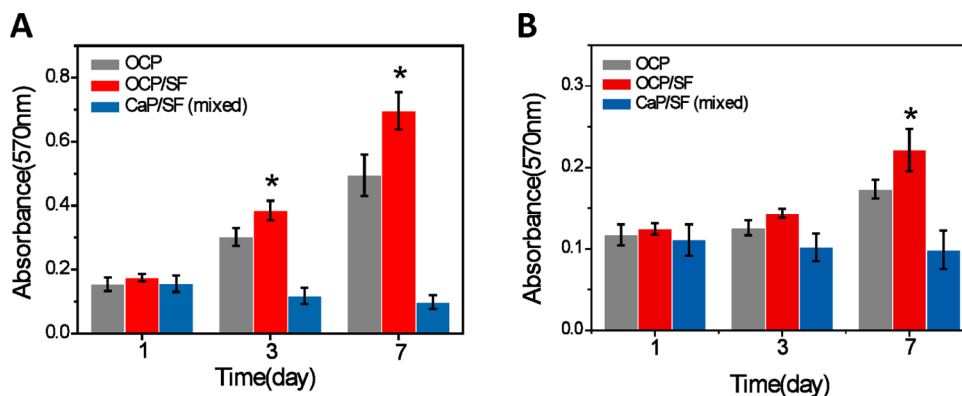 A
OCP
OCP/SF
CaP/SF (mixed)
Absorbance(570nm)
0.8
0.6
0.4
0.2
0.0
*
*
1
3
7
Time(day)
B
OCP
OCP/SF
CaP/SF (mixed)
Absorbance(570nm)
0.3
0.2
0.1
0.0
*
1
3
7
Time(day)